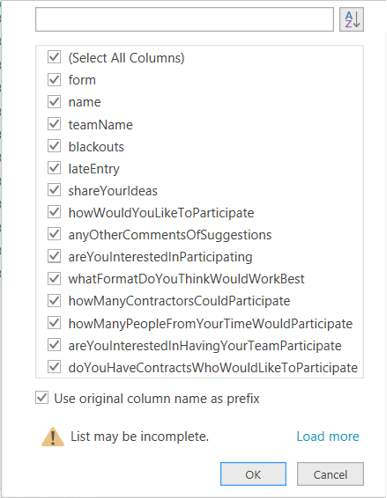 A
Z
(Select All Columns)
form
name
teamName
blackouts
lateEntry
shareYourIdeas
howWouldYouLikeToParticipate
anyOtherCommentsOfSuggestions
areYouInterestedInParticipating
whatFormatDoYouThinkWouldWorkBest
howManyContractorsCouldParticipate
howManyPeopleFromYourTimeWouldParticipate
areYouInterestedInHavingYourTeamParticipate
doYouHaveContractsWhoWouldLikeToParticipate
Use original column name as prefix
List may be incomplete. Load more
OK Cancel